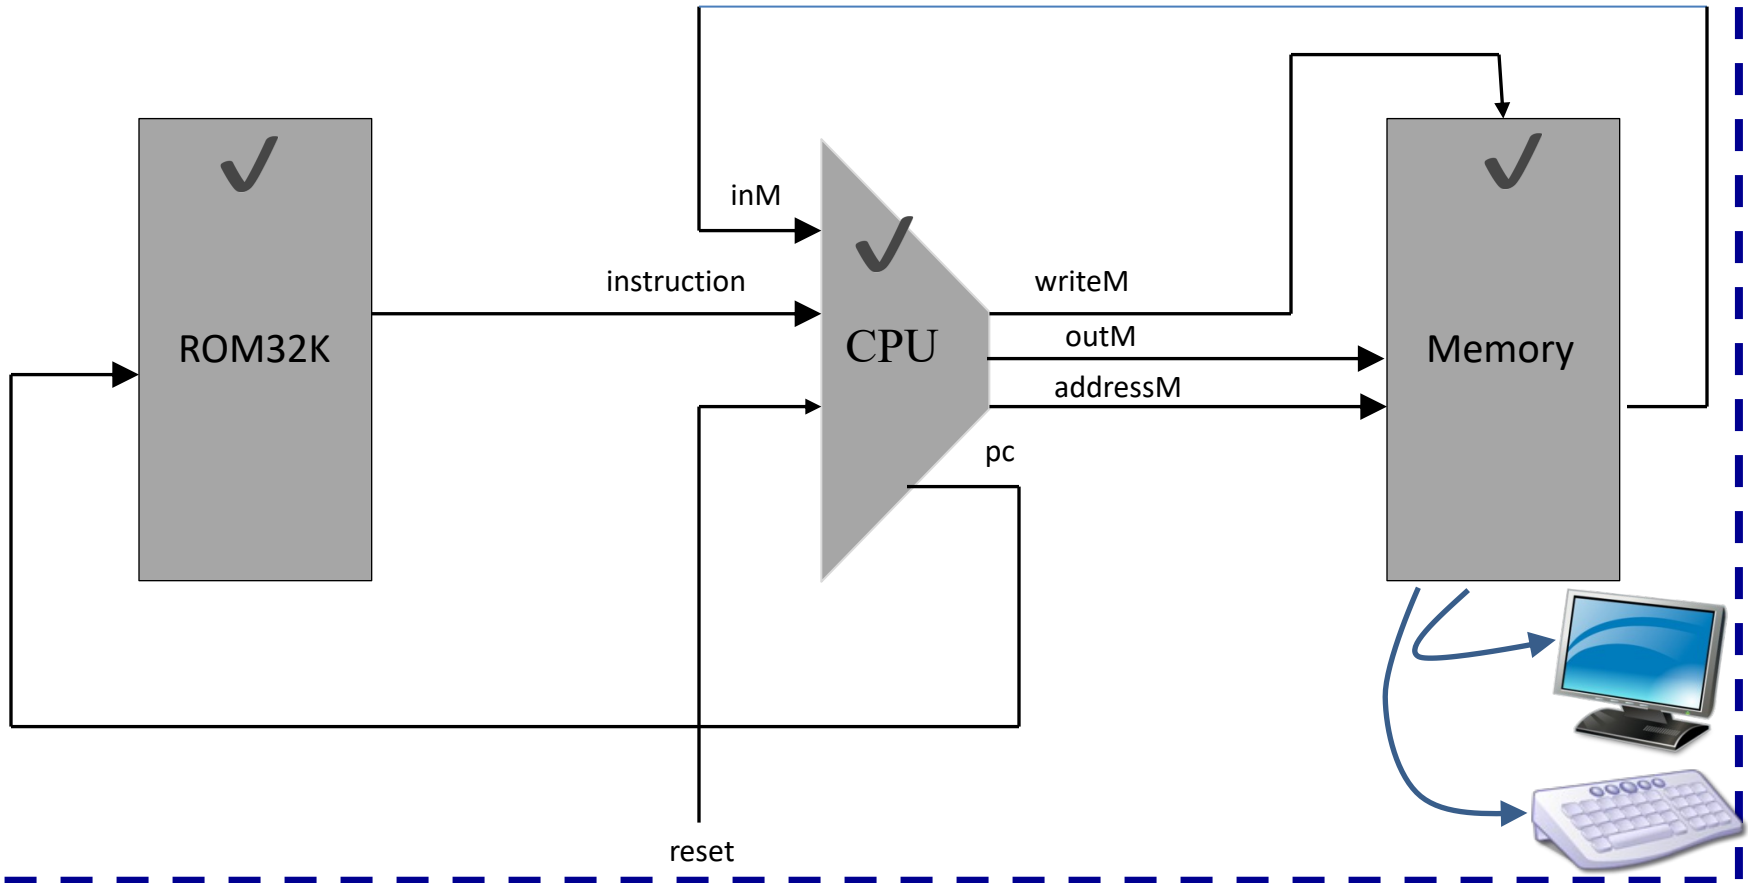 inM
instruction
writeM
ROM32K
CPU
outM
Memory
addressM
pc
reset